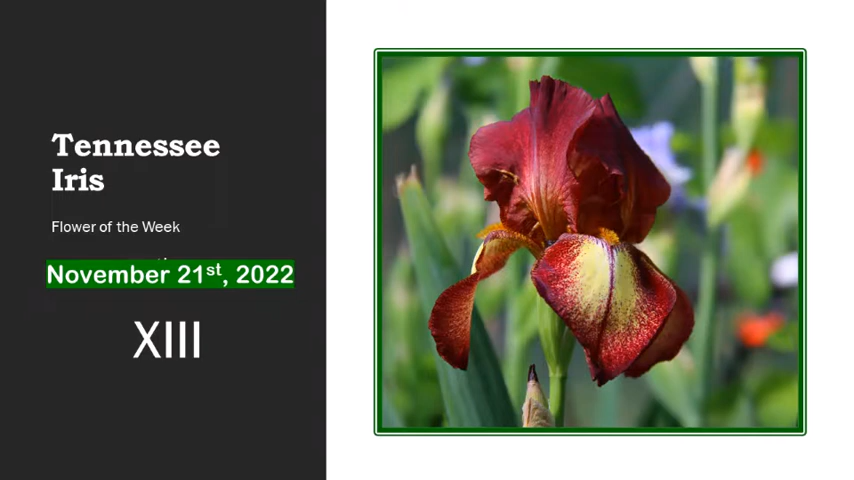 Tennessee
Iris
Flower of the Week
November 21st, 2022
XIII